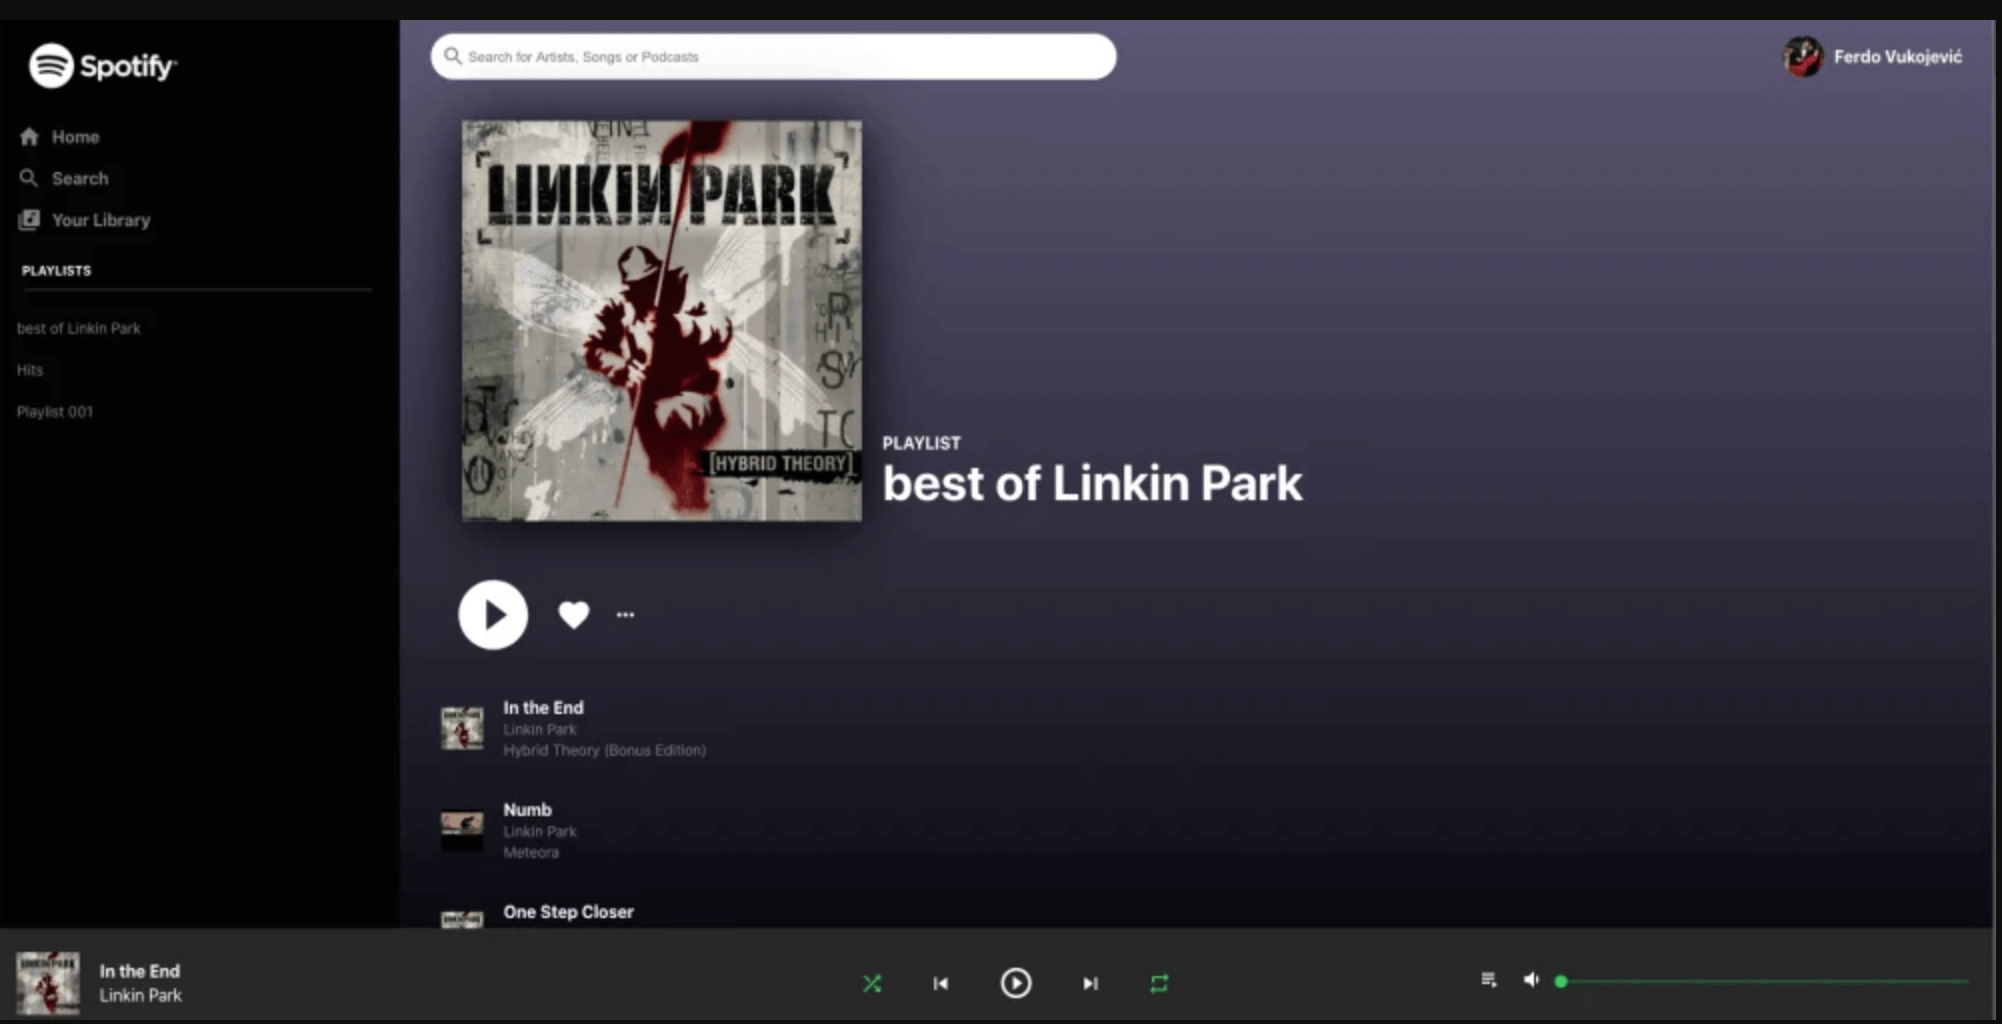 Spotify
Home
Search
Your Library
PLAYLISTS
best of Linkin Park
Hits
Playlist 001
Search for Artists, Songs or Podcasts
Ferdo Vukojević
LINKIN PARK
[HYBRID THEORY]
PLAYLIST
best of Linkin Park
In the End
Linkin Park
Hybrid Theory (Bonus Edition)
Numb
Linkin Park
Meteora
One Step Closer
In the End
Linkin Park